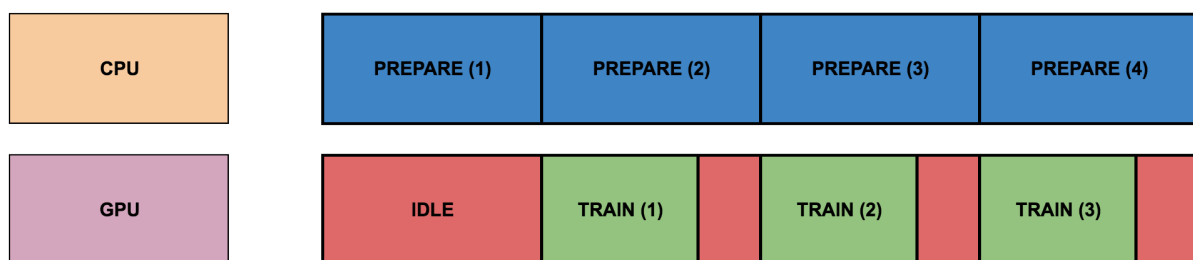 CPU
PREPARE (1)
PREPARE (2)
PREPARE (3)
PREPARE (4)
GPU
IDLE
TRAIN (1)
TRAIN (2)
TRAIN (3)